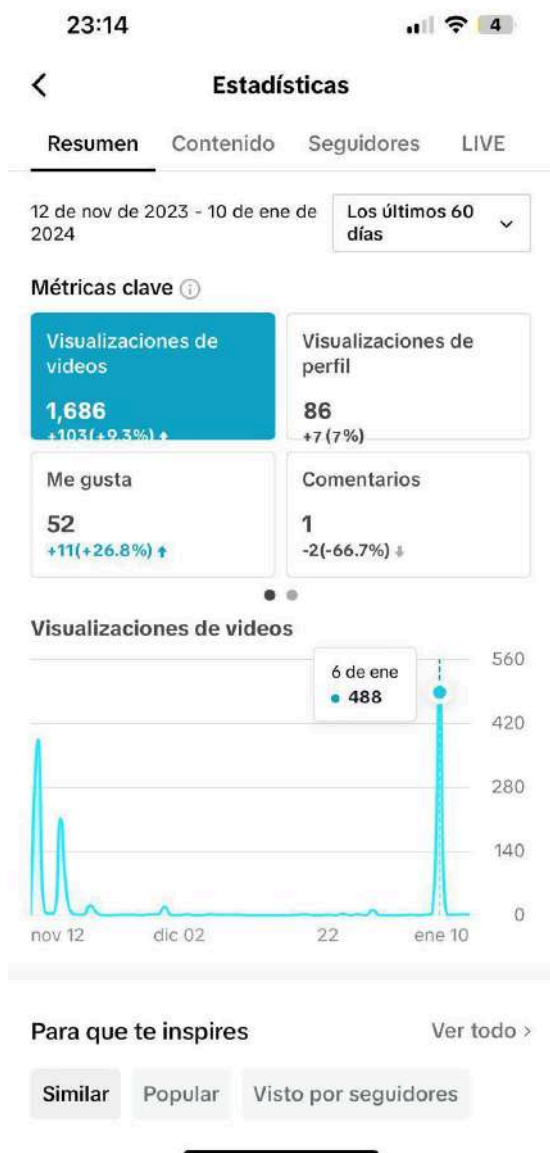 23:14
4
Estadísticas
Resumen Contenido Seguidores LIVE
12 de nov de 2023 - 10 de ene de
2024
Los últimos 60
días
Métricas clave
Visualizaciones de
videos
1,686
+103(+9.3%)
Visualizaciones de
perfil
86
+7 (7%)
Me gusta
52
+11(+26.8%)
Comentarios
1
-2(-66.7%)
Visualizaciones de videos
6 de ene
488
560
420
280
140
0
nov 12 dic 02 22 ene 10
Para que te inspires Ver todo >
Similar Popular Visto por seguidores